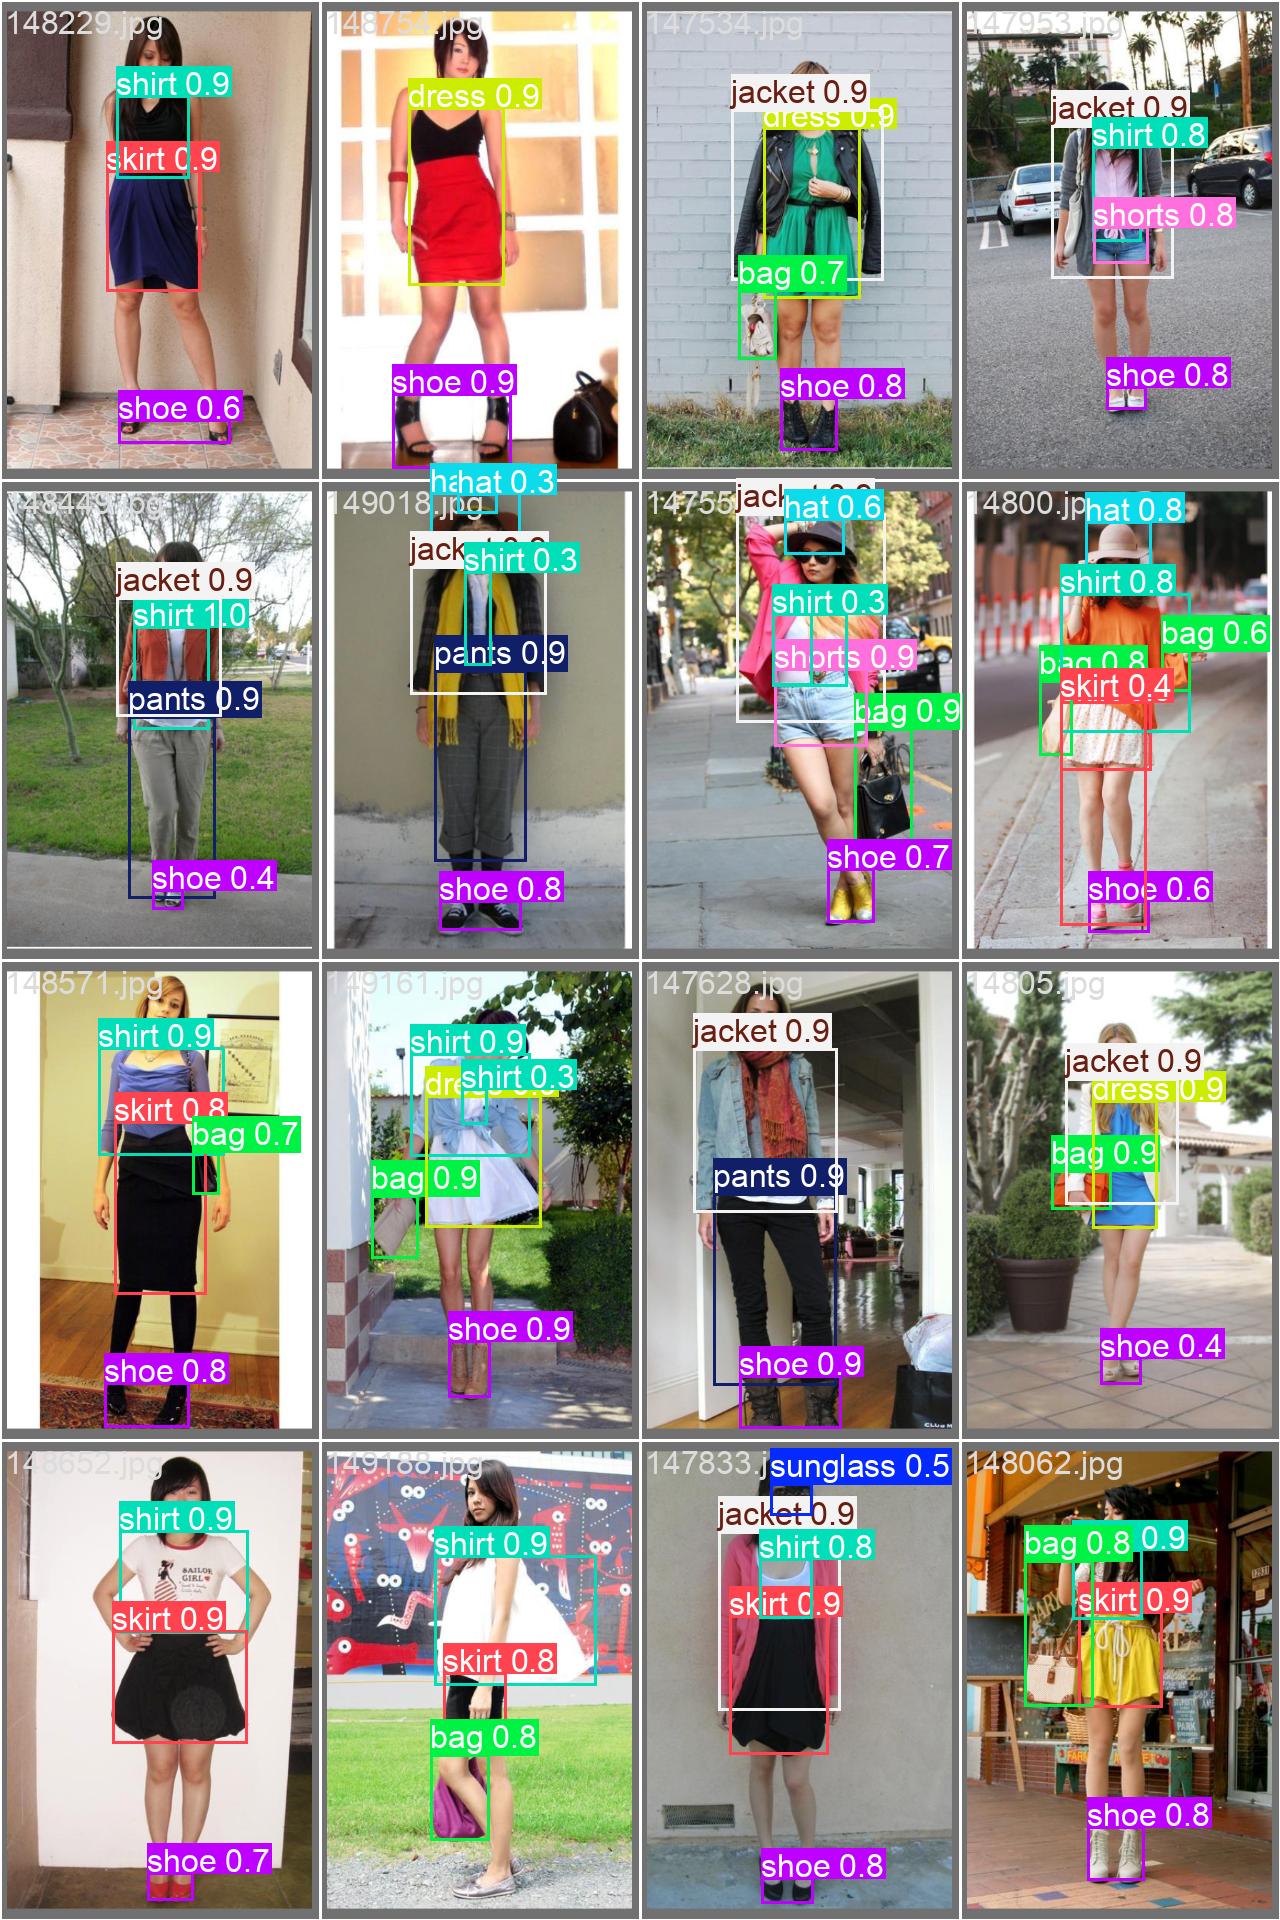 148229.jpg
shirt 0.9
skirt 0.9
shoe 0.6
148754.jpg
dress 0.9
shoe 0.9
147534.jpg
jacket 0.9
dress 0.9
bag 0.7
shoe 0.8
147953.jpg
jacket 0.9
shirt 0.8
shorts 0.8
shoe 0.8
148449.jpg
jacket 0.9
shirt 1.0
pants 0.9
shoe 0.4
149018.jpg
hat 0.3
shirt 0.3
pants 0.9
shoe 0.8
14755
hat 0.6
shirt 0.3
shorts 0.9
bag 0.9
shoe 0.7
14800.jp
hat 0.8
shirt 0.8
bag 0.6
bag 0.8
skirt 0.4
shoe 0.6
148571.jpg
shirt 0.9
skirt 0.8
bag 0.7
shoe 0.8
149161.jpg
shirt 0.9
shirt 0.3
bag 0.9
shoe 0.9
147628.jpg
jacket 0.9
pants 0.9
shoe 0.9
14805.jpg
jacket 0.9
dress 0.9
bag 0.9
shoe 0.4
148652.jpg
shirt 0.9
SAILOR
GIRL
skirt 0.9
shoe 0.7
149188.jpg
shirt 0.9
skirt 0.8
bag 0.8
147833.j
sunglass 0.5
jacket 0.9
shirt 0.8
skirt 0.9
shoe 0.8
148062.jpg
bag 0.8
0.9
skirt 0.9
PARK
shoe 0.8